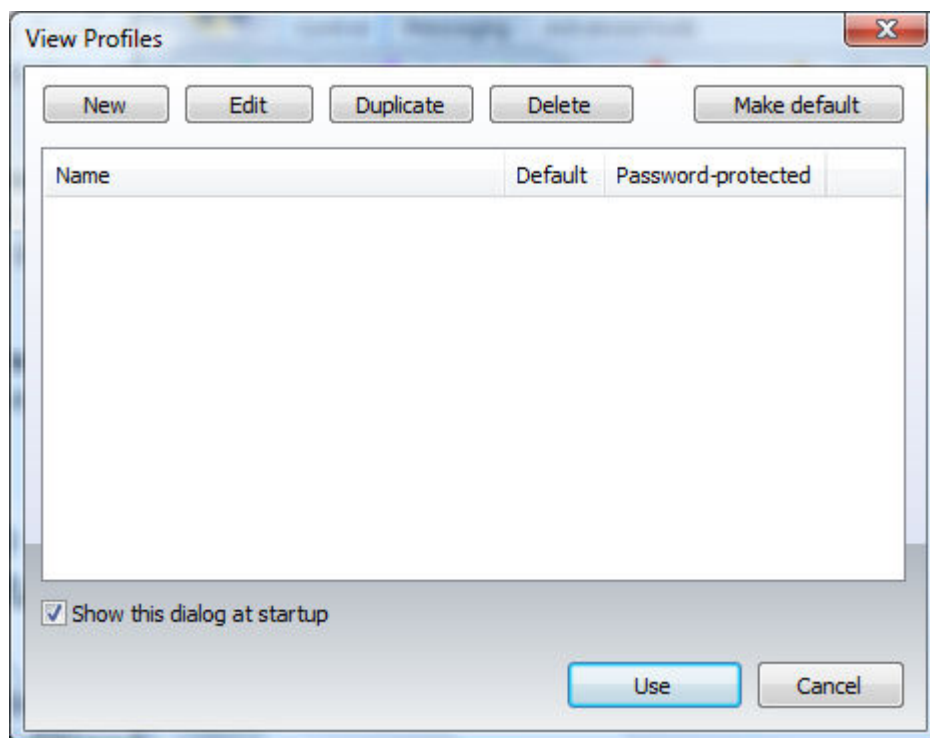 View Profiles
New Edit Duplicate Delete Make default
Name Default Password-protected
Show this dialog at startup
Use Cancel